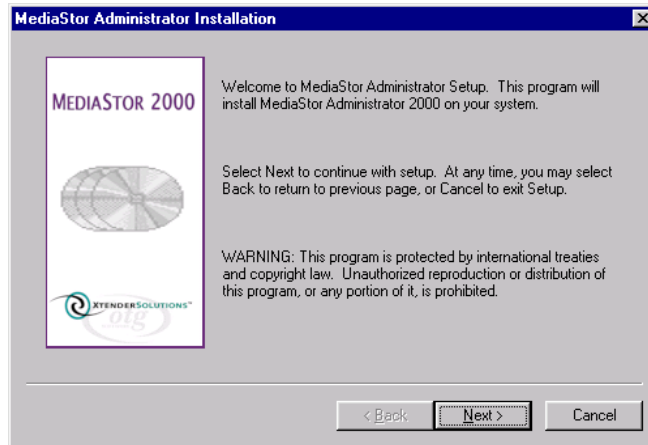 MediaStor Administrator Installation
MEDIASTOR 2000
Welcome to MediaStor Administrator Setup. This program will
install MediaStor Administrator 2000 on your system.
Select Next to continue with setup. At any time, you may select
Back to return to previous page, or Cancel to exit Setup.
WARNING: This program is protected by international treaties
and copyright law. Unauthorized reproduction or distribution of
this program, or any portion of it, is prohibited.
XTENDERSOLUTIONS™
otg
< Back
Next >
Cancel